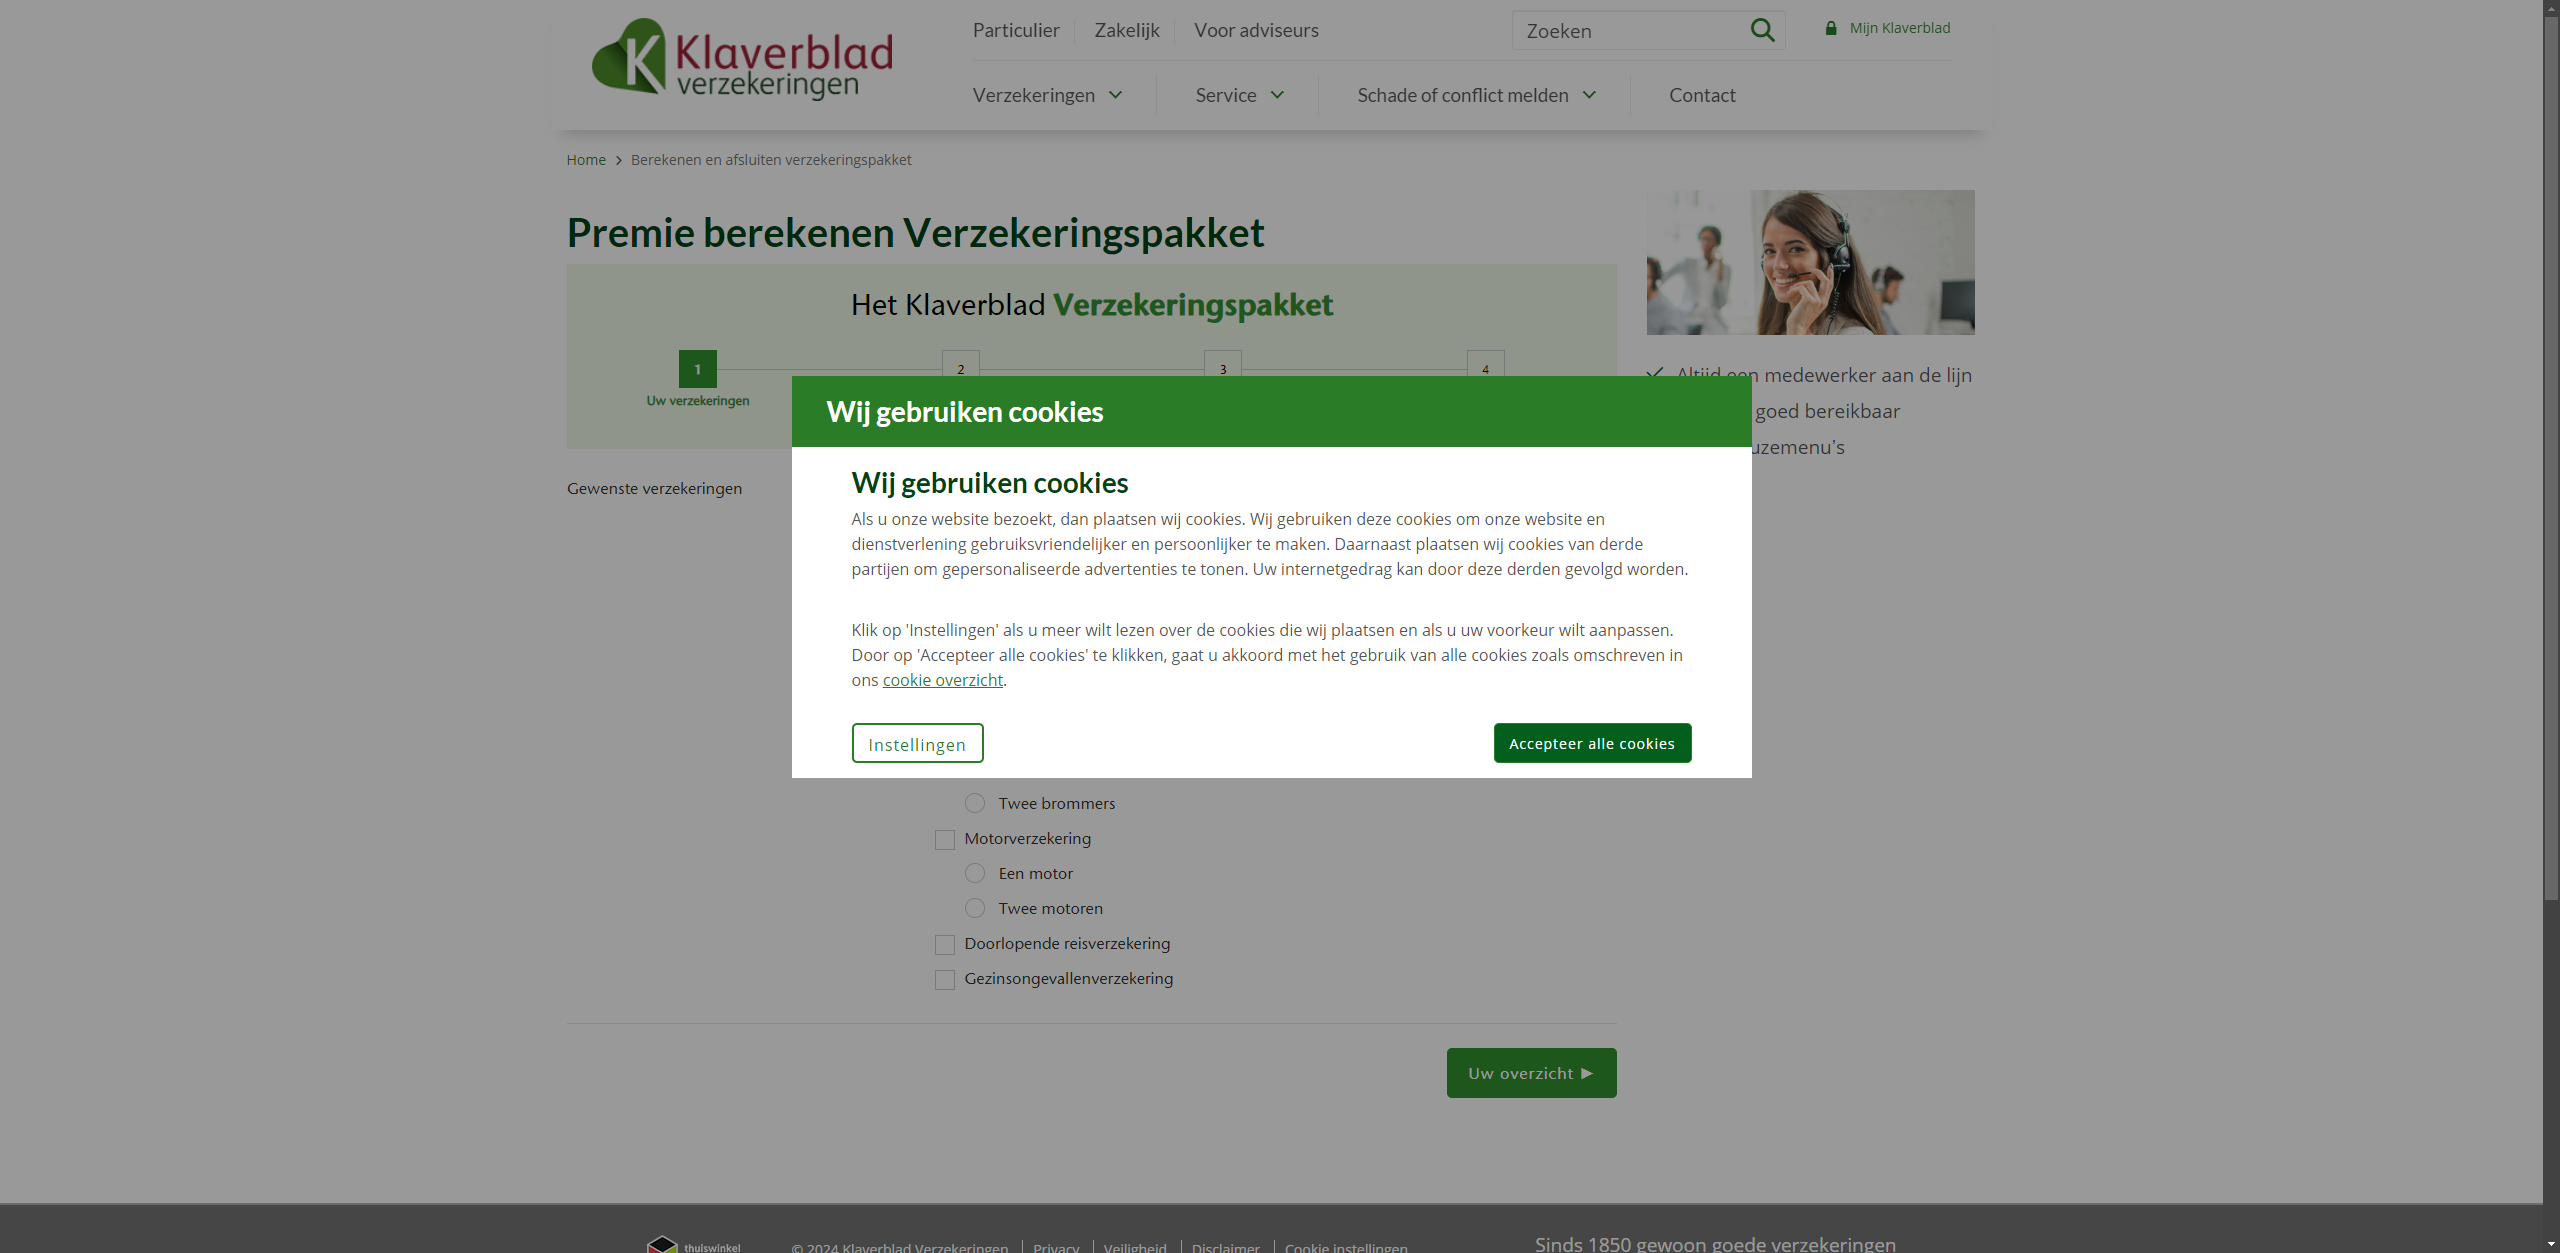 Klaverblad
verzekeringen
Particulier
Zakelijk
Voor adviseurs
Zoeken
Mijn Klaverblad
Verzekeringen
Service
Schade of conflict melden
Contact
Home > Berekenen en afsluiten verzekeringspakket
Premie berekenen Verzekeringspakket
Het Klaverblad Verzekeringspakket
1
2
3
4
Uw verzekeringen
Altijd een medewerker aan de lijn
goed bereikbaar
Wij gebruiken cookies
Gewenste verzekeringen
Wij gebruiken cookies
Als u onze website bezoekt, dan plaatsen wij cookies. Wij gebruiken deze cookies om onze website en
dienstverlening gebruiksvriendelijker en persoonlijker te maken. Daarnaast plaatsen wij cookies van derde
partijen om gepersonaliseerde advertenties te tonen. Uw internetgedrag kan door deze derden gevolgd worden.
Klik op 'Instellingen' als u meer wilt lezen over de cookies die wij plaatsen en als u uw voorkeur wilt aanpassen.
Door op 'Accepteer alle cookies' te klikken, gaat u akkoord met het gebruik van alle cookies zoals omschreven in
ons cookie overzicht.
Instellingen
Accepteer alle cookies
Twee brommers
Motorverzekering
Een motor
Twee motoren
Doorlopende reisverzekering
Gezinsongevallenverzekering
Uw overzicht ►
thuiswinkel
© 2024 Klaverblad Verzekeringen
Privacy
Veiligheid
Disclaimer
Cookie instellingen
Sinds 1850 gewoon goede verzekeringen